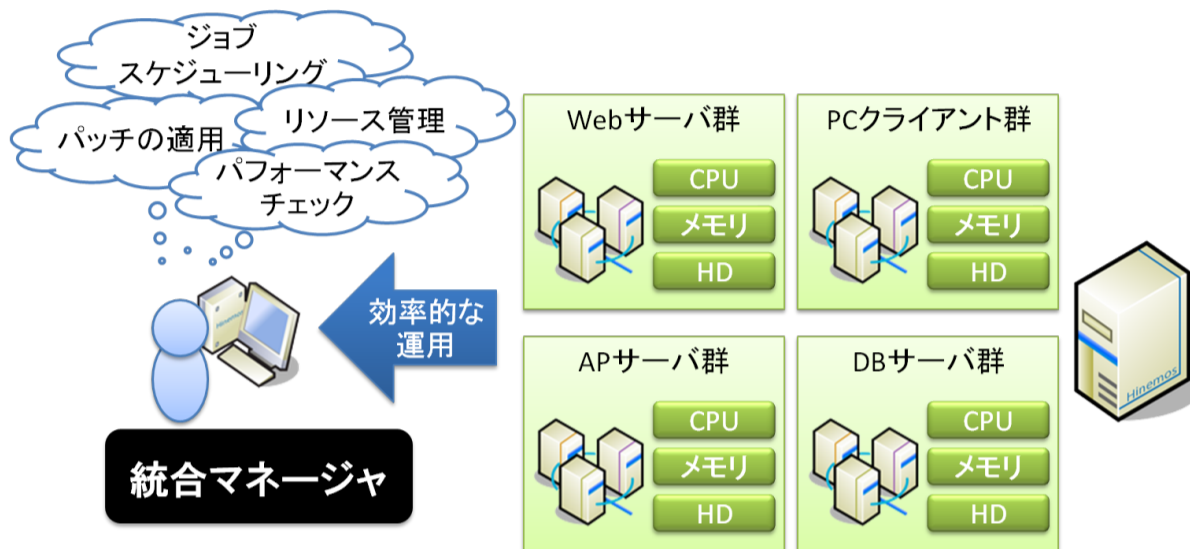 ジョブ
スケジューリング
リソース管理
パッチの適用
パフォーマンス
チェック
Hinemos
効率的な
運用
統合マネージャ
Webサーバ群
CPU
メモリ
HD
PCクライアント群
CPU
メモリ
HD
APサーバ群
CPU
メモリ
HD
DBサーバ群
CPU
メモリ
HD
Hinemos